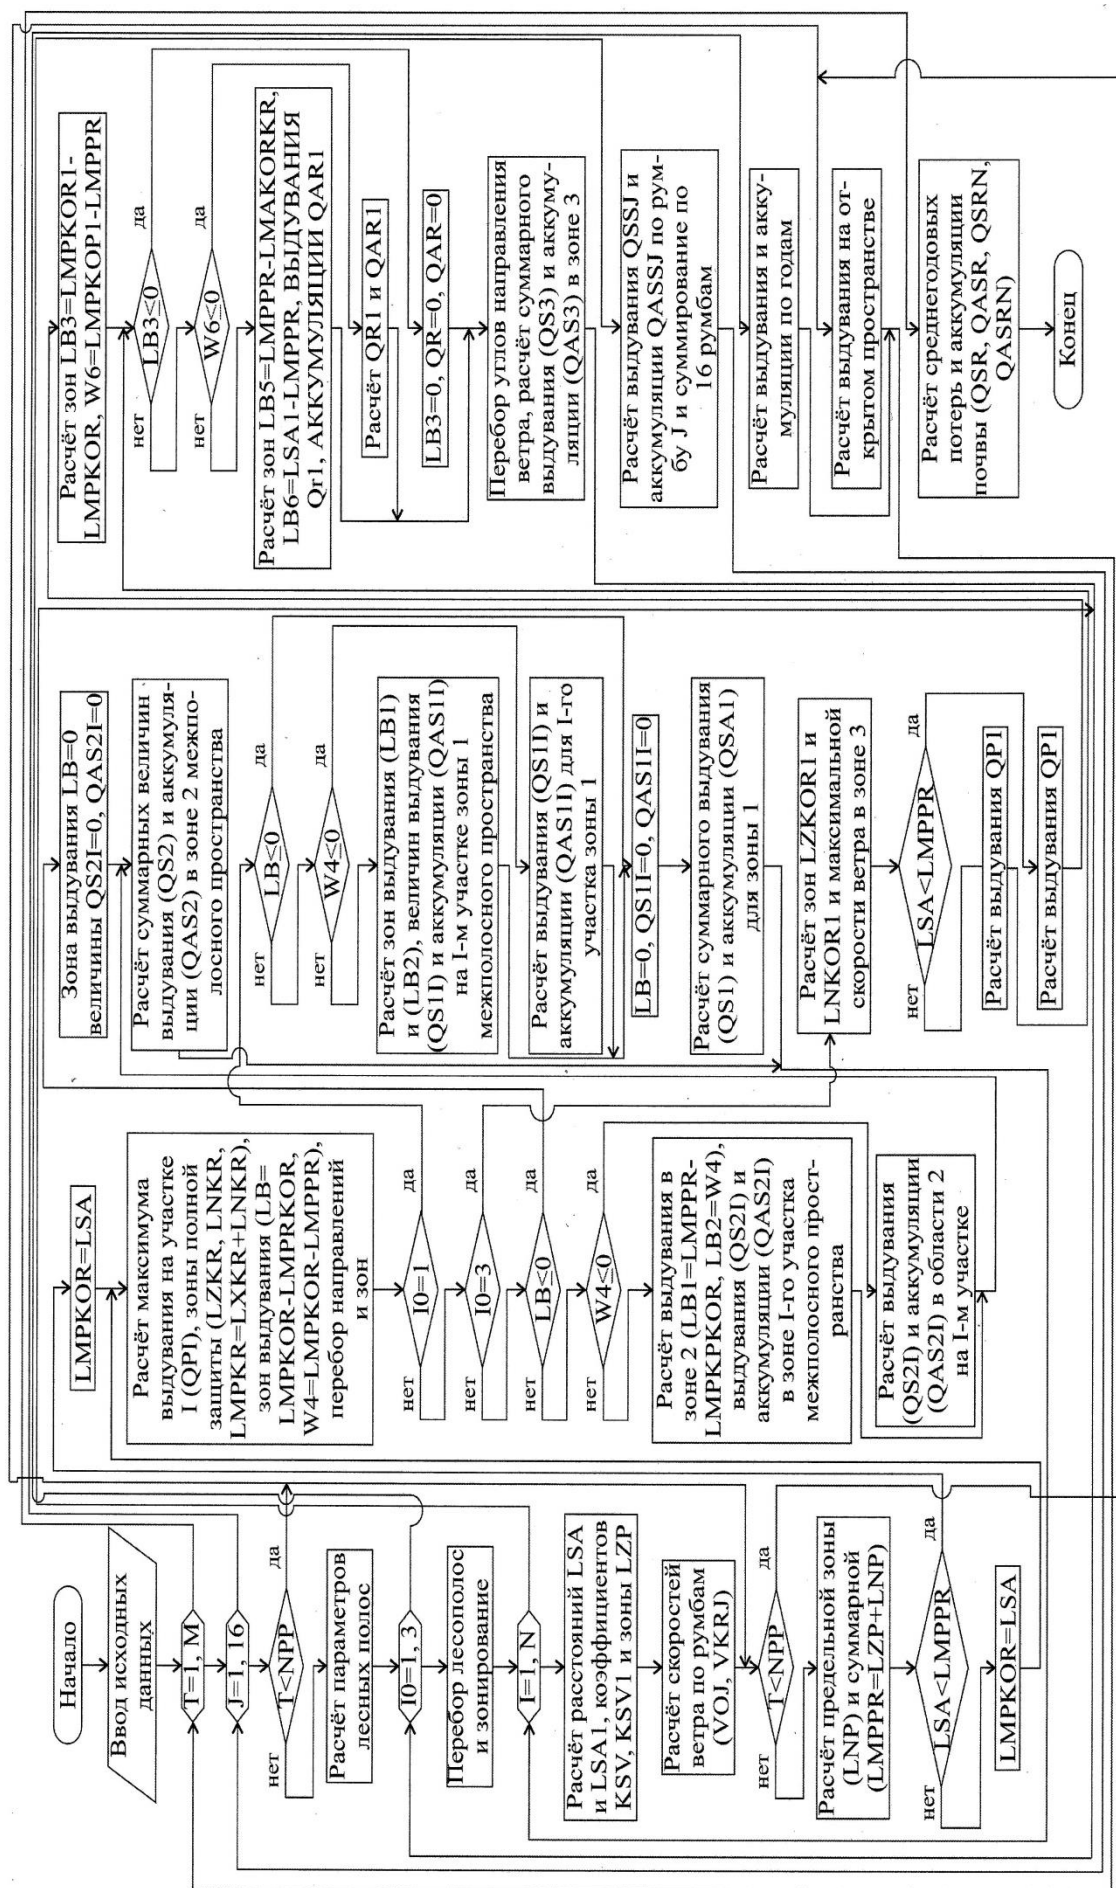 Начало
Ввод исходных
данных
T=1, M
J=1, 16
T<NPP
нет
да
Расчёт параметров
лесных полос
I0=1, 3
Перебор лесополос
и зонирование
I=1, N
Расчёт расстояний LSA
и LSA1, коэффициентов
KSV, KSV1 и зоны LZP
Расчёт скоростей
ветра по румбам
(VOJ, VKRJ)
T<NPP
нет
да
Расчёт предельной зоны
(LNP) и суммарной
(LMPPR=LZP+LNP)
LSA<LMPPR
нет
да
LMPKOR=LSA
LMPKOR=LSA
Расчёт максимума
выдувания на участке
I (QPI), зоны полной
защиты (LZKR, LNKR,
LMPKR=LXKR+LNKR),
зон выдувания (LB=
LMPKOR-LMPRKOR,
W4=LMPKOR-LMPPR),
перебор направлений
и зон
I0=1
нет
да
I0=3
нет
да
LB≤0
нет
да
W4≤0
нет
да
Расчёт выдувания в
зоне 2 (LB1=LMPPR-
LMPKPKOR, LB2=W4),
выдувания (QS2I) и
аккумуляции (QAS2I)
в зоне I-го участка
межполосного прост-
ранства
Расчёт выдувания
(QS2I) и аккумуляции
(QAS2I) в области 2
на I-м участке
Зона выдувания LB=0
величины QS2I=0, QAS2I=0
Расчёт суммарных величин
выдувания (QS2) и аккумуля-
ции (QAS2) в зоне 2 межпо-
лосного пространства
LB≤0
нет
да
W4≤0
нет
да
Расчёт зон выдувания (LB1)
и (LB2), величин выдувания
(QS1I) и аккумуляции (QAS1I)
на I-м участке зоны 1
межполосного пространства
Расчёт выдувания (QS1I) и
аккумуляции (QAS1I) для I-го
участка зоны 1
LB=0, QS1I=0, QAS1I=0
Расчёт суммарного выдувания
(QS1) и аккумуляции (QSA1)
для зоны 1
Расчёт зон LZKOR1 и
LNKOR1 и максимальной
скорости ветра в зоне 3
LSA<LMPPR
нет
да
Расчёт выдувания QP1
Расчёт выдувания QP1
Расчёт зон LB3=LMPKOR1-
LMPKOR, W6=LMPKOP1-LMPPR
LB3≤0
нет
да
W6≤0
нет
да
Расчёт зон LB5=LMPPR-LMAKORKR,
LB6=LSA1-LMPPR, ВЫДУВАНИЯ
Qr1, АККУМУЛЯЦИИ QAR1
Расчёт QR1 и QAR1
LB3=0, QR=0, QAR=0
Перебор углов направления
ветра, расчёт суммарного
выдувания (QS3) и аккуму-
ляции (QAS3) в зоне 3
Расчёт выдувания QSSJ и
аккумуляции QASSJ по рум-
бу J и суммирование по
16 румбам
Расчёт выдувания и акку-
муляции по годам
Расчёт выдувания на от-
крытом пространстве
Расчёт среднегодовых
потерь и аккумуляции
почвы (QSR, QASR, QSRN,
QASRN)
Конец